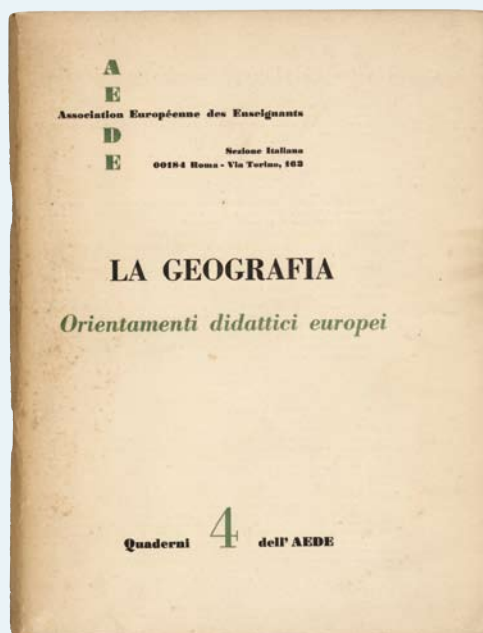 A
E
Association Européenne des Enseignants
D
Sezione Italiana
E
00184 Roma - Via Torino, 163
LA GEOGRAFIA
Orientamenti didattici europei
Quaderni 4 dell' AEDE